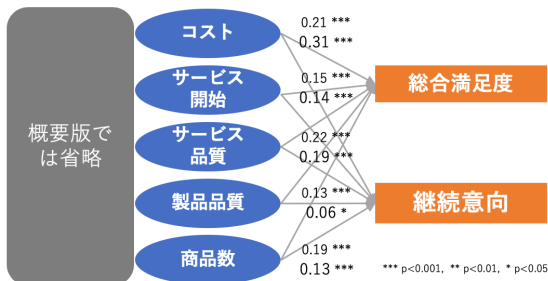 概要版で
は省略
コスト
サービス
開始
サービス
品質
製品品質
商品数
0.21 ***
0.31 ***
0.15 ***
0.14 ***
0.22 ***
0.19 ***
0.13 ***
0.06 *
0.19 ***
0.13 ***
総合満足度
継続意向
*** p<0.001, ** p<0.01, * p<0.05